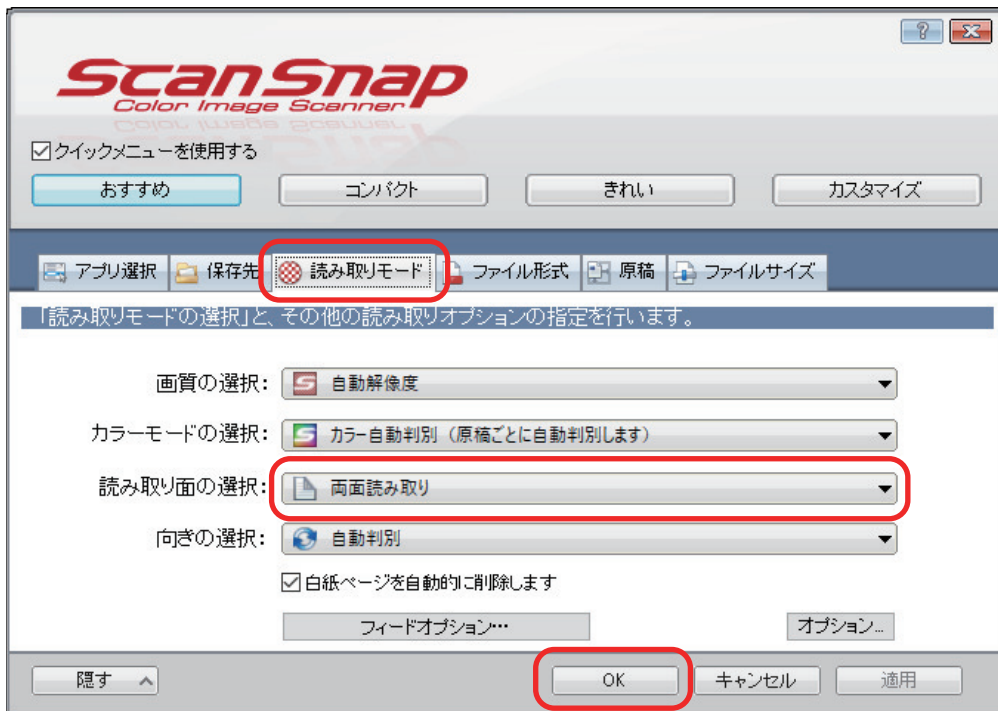 ScanSnap
Color Image Scanner
クイックメニューを使用する
おすすめ コンパクト きれい カスタマイズ
アプリ選択 保存先 読み取りモード ファイル形式 原稿 ファイルサイズ
「読み取りモードの選択」と、その他の読み取りオプションの指定を行います。
画質の選択: 自動解像度
カラーモードの選択: カラー自動判別（原稿ごとに自動判別します）
読み取り面の選択: 両面読み取り
向きの選択: 自動判別
白紙ページを自動的に削除します
フィードオプション… オプション...
隠す OK キャンセル 適用